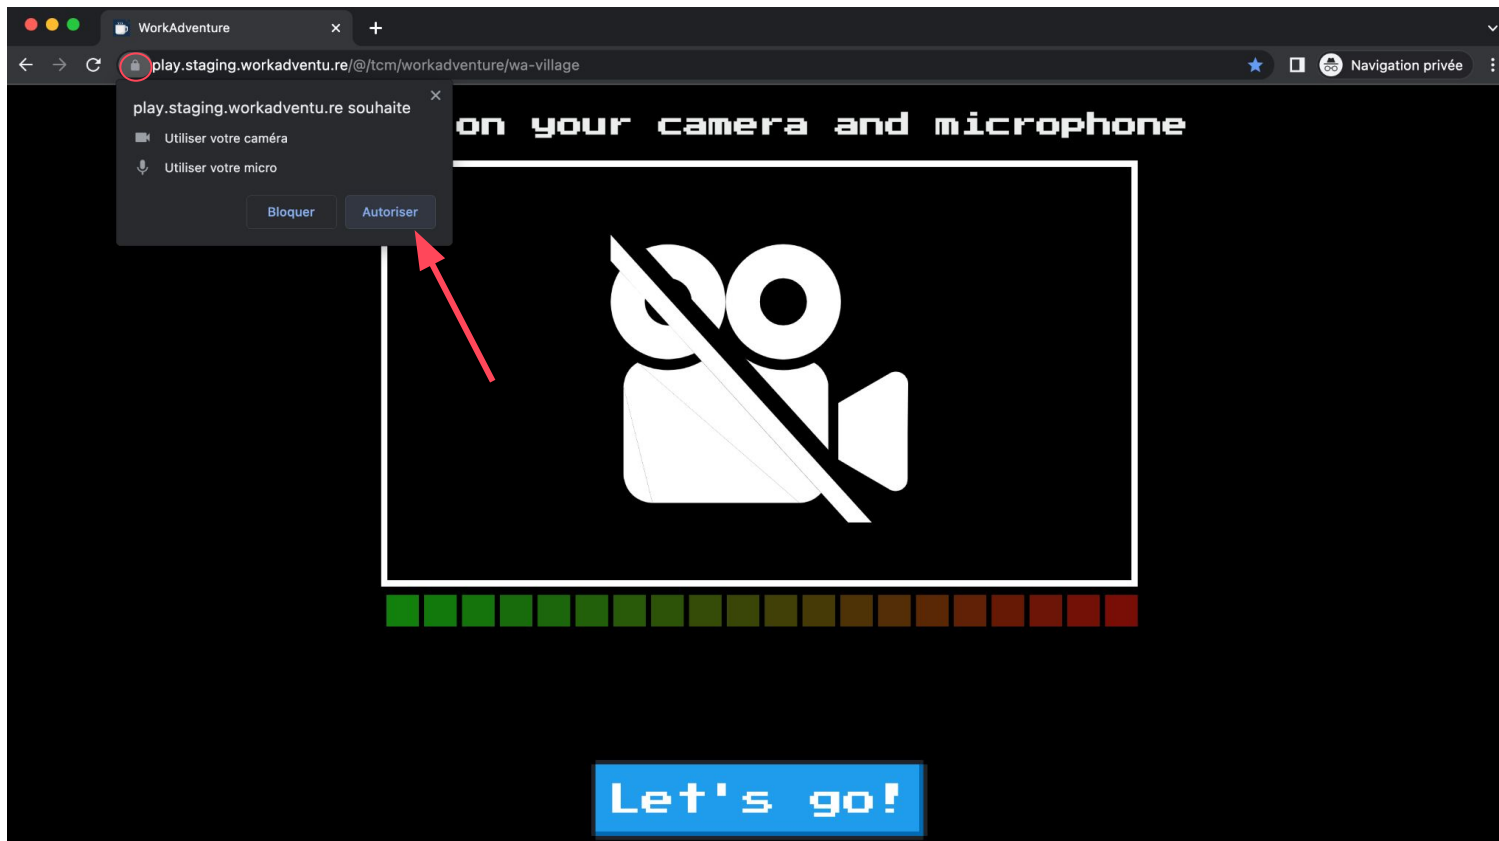 WorkAdventure
play.staging.workadventu.re/@/tcm/workadventure/wa-village
Navigation privée
play.staging.workadventu.re souhaite
Utiliser votre caméra
Utiliser votre micro
Bloquer Autoriser
on your camera and microphone
Let's go!